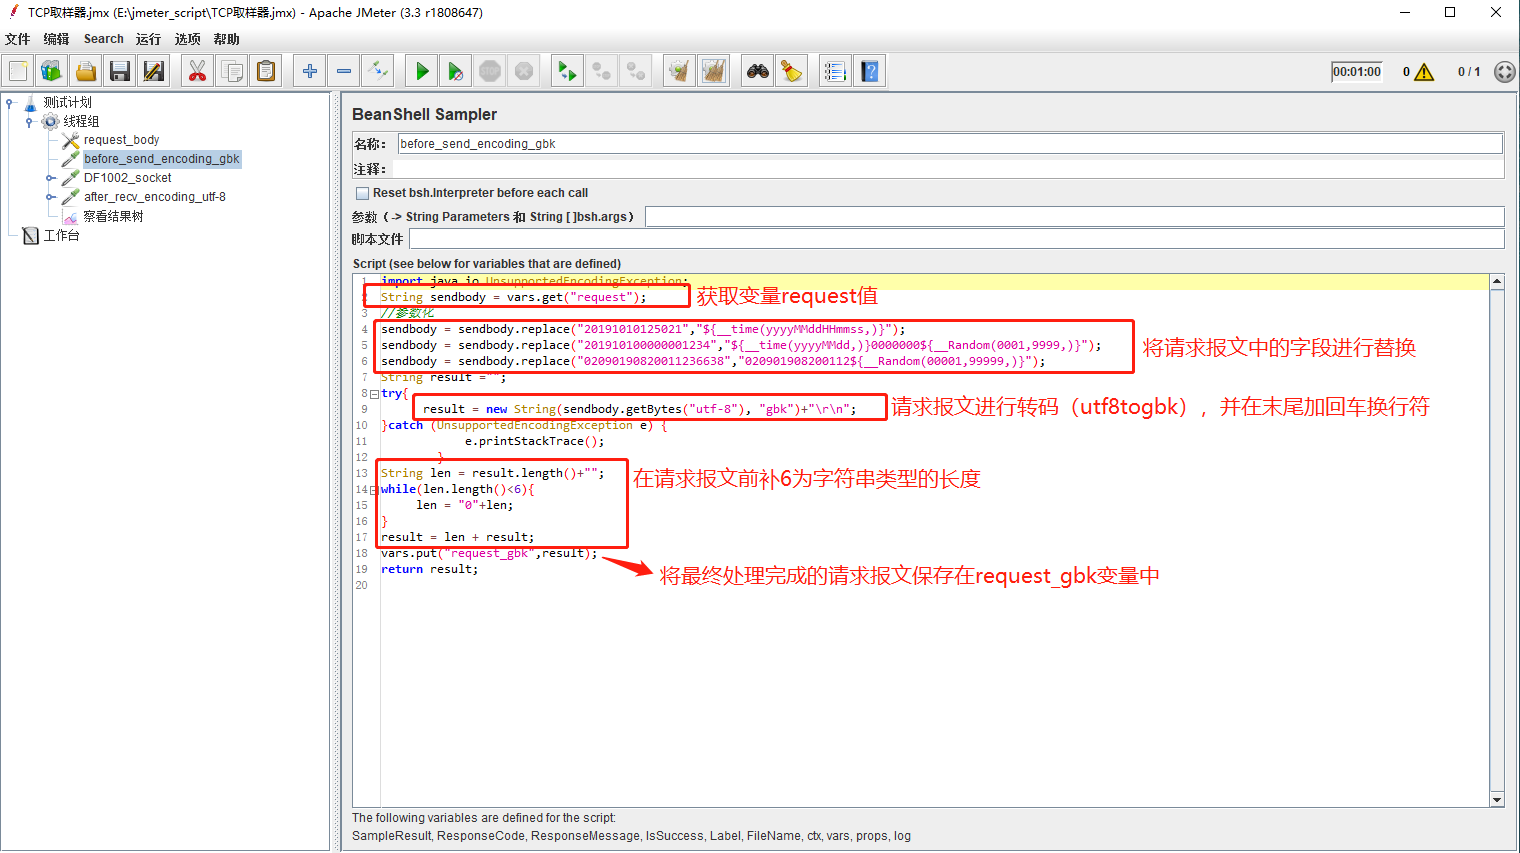 TCP取样器.jmx (E:\jmeter_script\TCP取样器.jmx) - Apache JMeter (3.3 r1808647)
文件 编辑 Search 运行 选项 帮助
00:01:00 0 0 / 1
测试计划
线程组
request_body
before_send_encoding_gbk
DF1002_socket
after_recv_encoding_utf-8
察看结果树
工作台
BeanShell Sampler
名称: before_send_encoding_gbk
注释:
Reset bsh.Interpreter before each call
参数 ( -> String Parameters 和 String [ ]bsh.args )
脚本文件
Script (see below for variables that are defined)
1 import java.io.UnsupportedEncodingException;
2 String sendbody = vars.get("request");
获取变量request值
3 //参数化
4 sendbody = sendbody.replace("20191010125021","${__time(yyyyMMddHHmmss,)}");
5 sendbody = sendbody.replace("201910100000001234","${__time(yyyyMMdd,)}0000000${__Random(0001,9999,)}");
将请求报文中的字段进行替换
6 sendbody = sendbody.replace("02090190820011236638","020901908200112${__Random(00001,99999,)}");
7 String result ="";
8 try{
9 result = new String(sendbody.getBytes("utf-8"), "gbk")+"\r\n";
请求报文进行转码（utf8togbk），并在末尾加回车换行符
10 }catch (UnsupportedEncodingException e) {
11 e.printStackTrace();
12 }
13 String len = result.length()+"";
在请求报文前补6为字符串类型的长度
14 while(len.length()<6){
15 len = "0"+len;
16 }
17 result = len + result;
18 vars.put("request_gbk",result);
将最终处理完成的请求报文保存在request_gbk变量中
19 return result;
20
The following variables are defined for the script:
SampleResult, ResponseCode, ResponseMessage, IsSuccess, Label, FileName, ctx, vars, props, log